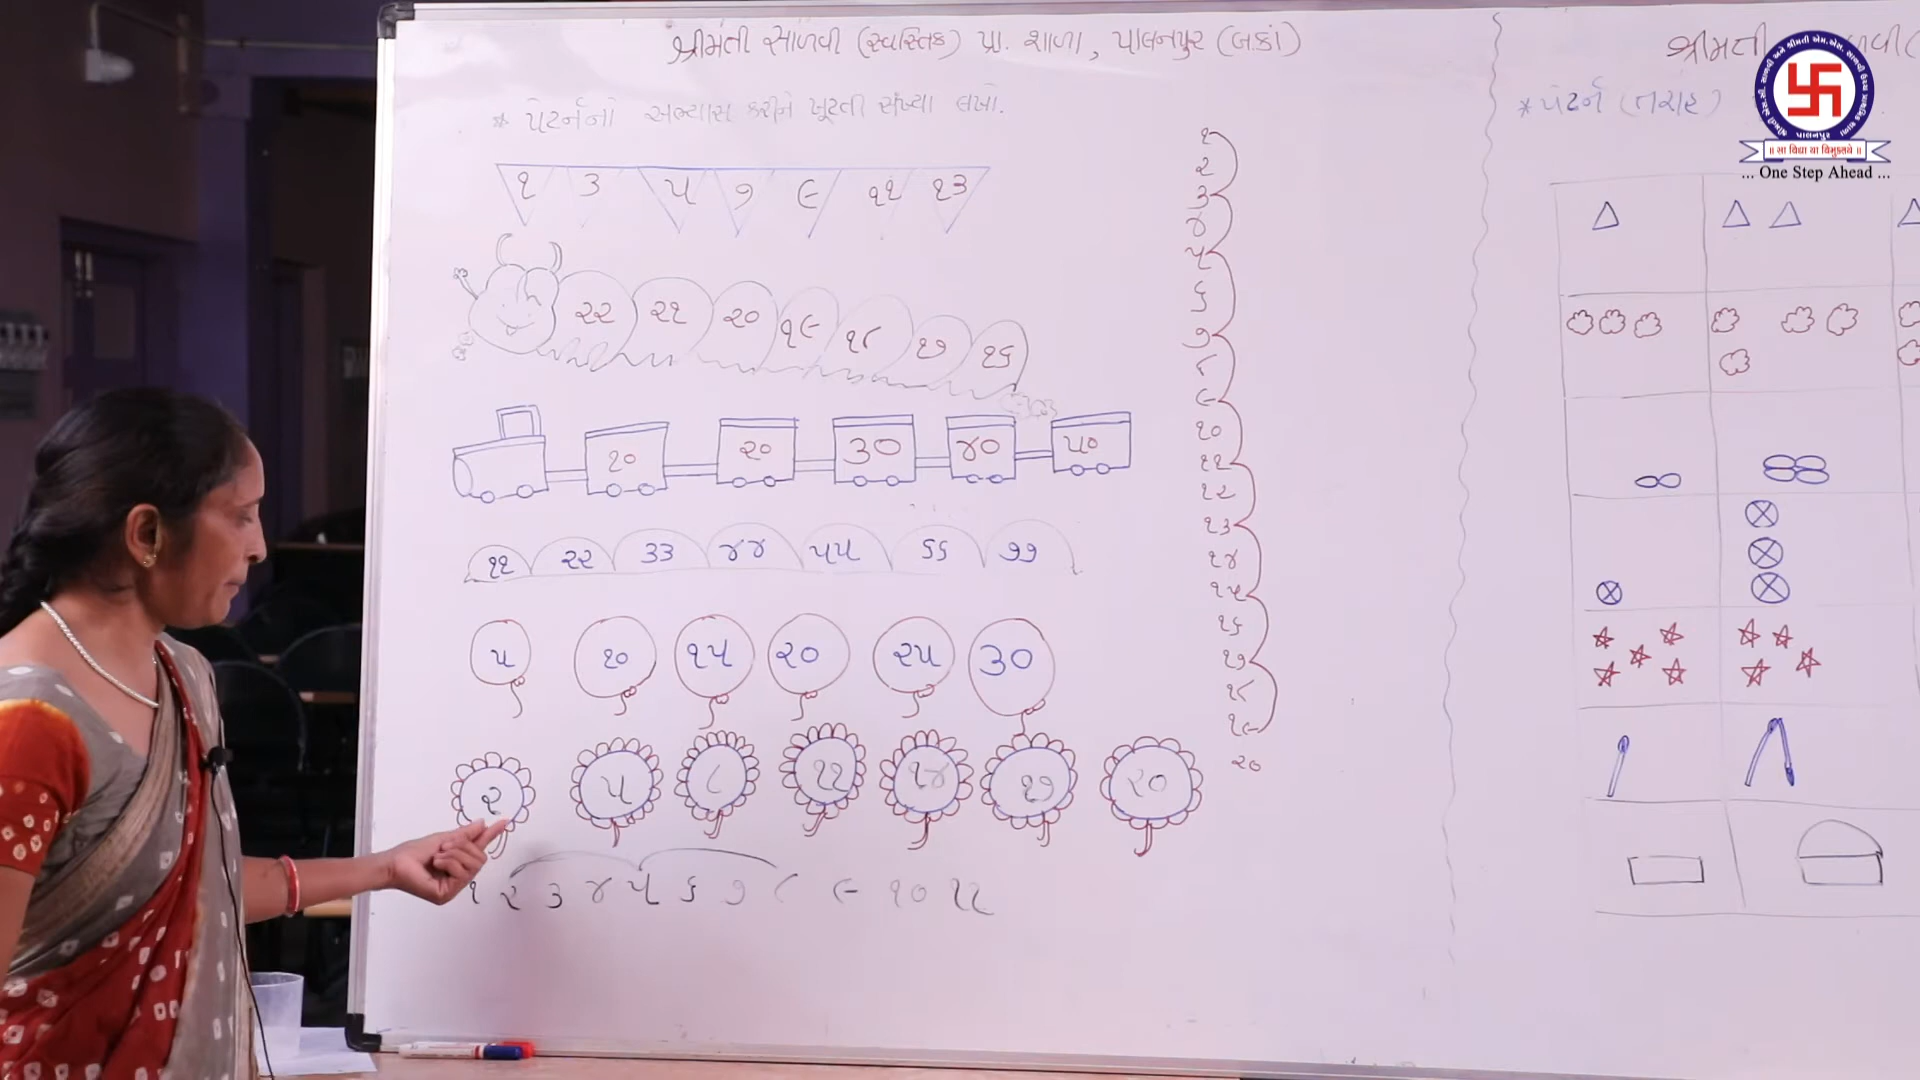 શ્રીમતી સાળવી (સ્વસ્તિક) પ્રા. શાળા, પાલનપુર (બ.કાં)
* પેટર્નનો અભ્યાસ કરીને ખૂટતી સંખ્યા લખો.
૧ ૩ ૫ ૭ ૯ ૧૧ ૧૩
૨૨ ૨૧ ૨૦ ૧૯ ૧૮ ૧૭ ૧૬
૧૦ ૨૦ ૩૦ ૪૦ ૫૦
૧૧ ૨૨ ૩૩ ૪૪ ૫૫ ૬૬ ૭૭
૫ ૧૦ ૧૫ ૨૦ ૨૫ ૩૦
૨ ૫ ૮ ૧૧ ૧૪ ૧૭ ૨૦
૧ ૨ ૩ ૪ ૫ ૬ ૭ ૮ ૯ ૧૦ ૧૧
૧
૨
૩
૪
૫
૬
૭
૮
૯
૧૦
૧૧
૧૨
૧૩
૧૪
૧૫
૧૬
૧૭
૧૮
૧૯
૨૦
શ્રીમતી
* પેટર્ન (તરાહ)
પાલનપુર
॥ सा विद्या या विमुक्तये ॥
... One Step Ahead ...